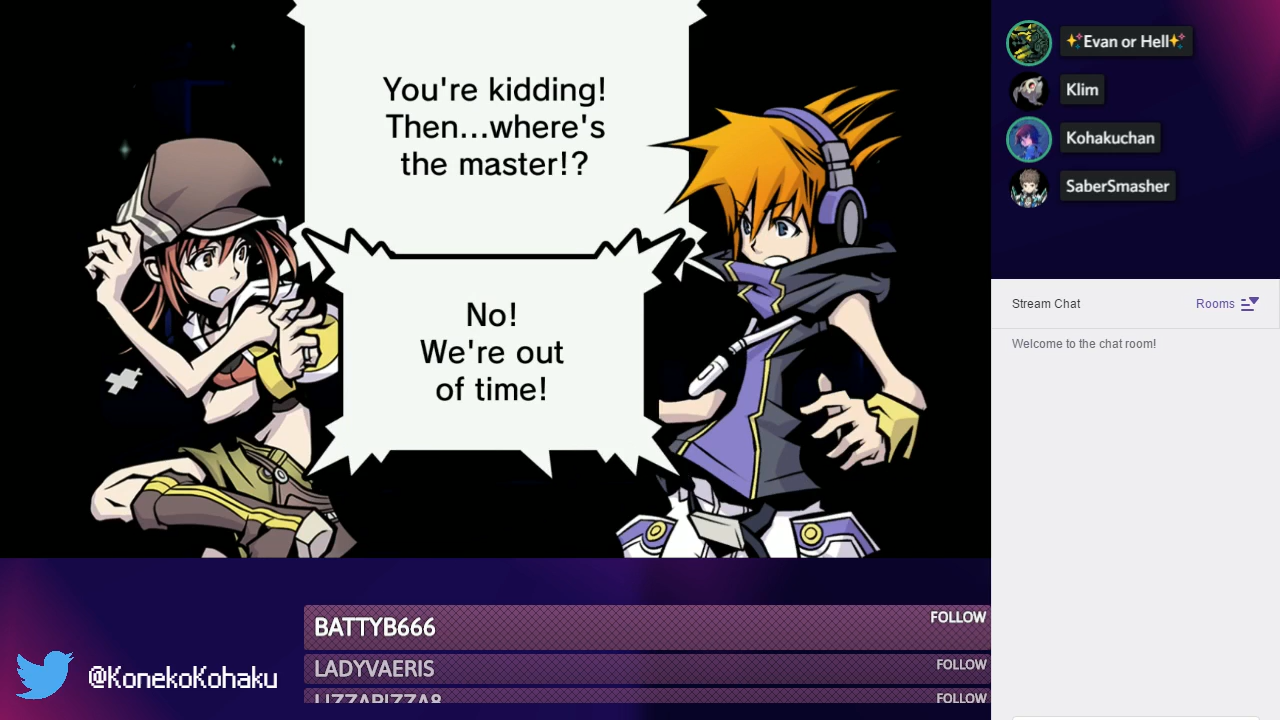 You're kidding!
Then...where's
the master!?
No!
We're out
of time!
✨Evan or Hell✨
Klim
Kohakuchan
SaberSmasher
Stream Chat
Rooms
Welcome to the chat room!
BATTYB666
FOLLOW
LADYVAERIS
FOLLOW
LIZZAPIZZA8
FOLLOW
@KonekoKohaku